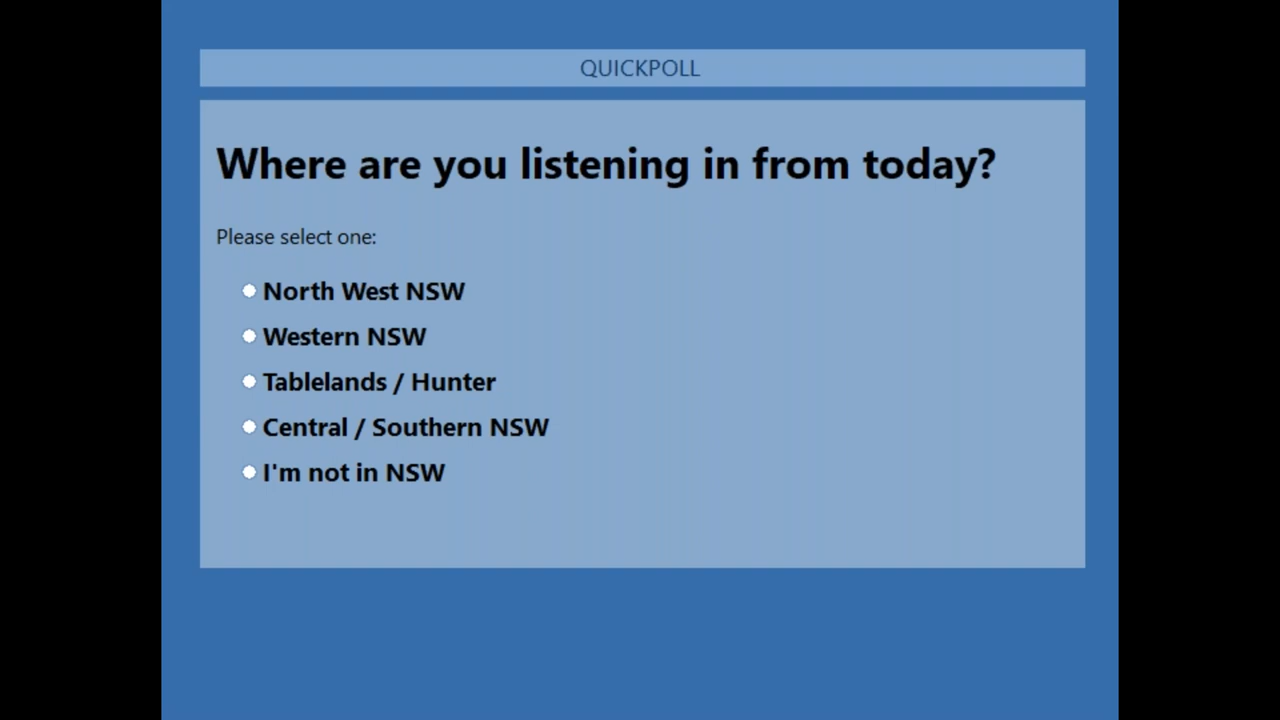 QUICKPOLL
Where are you listening in from today?
Please select one:
North West NSW
Western NSW
Tablelands / Hunter
Central / Southern NSW
I'm not in NSW